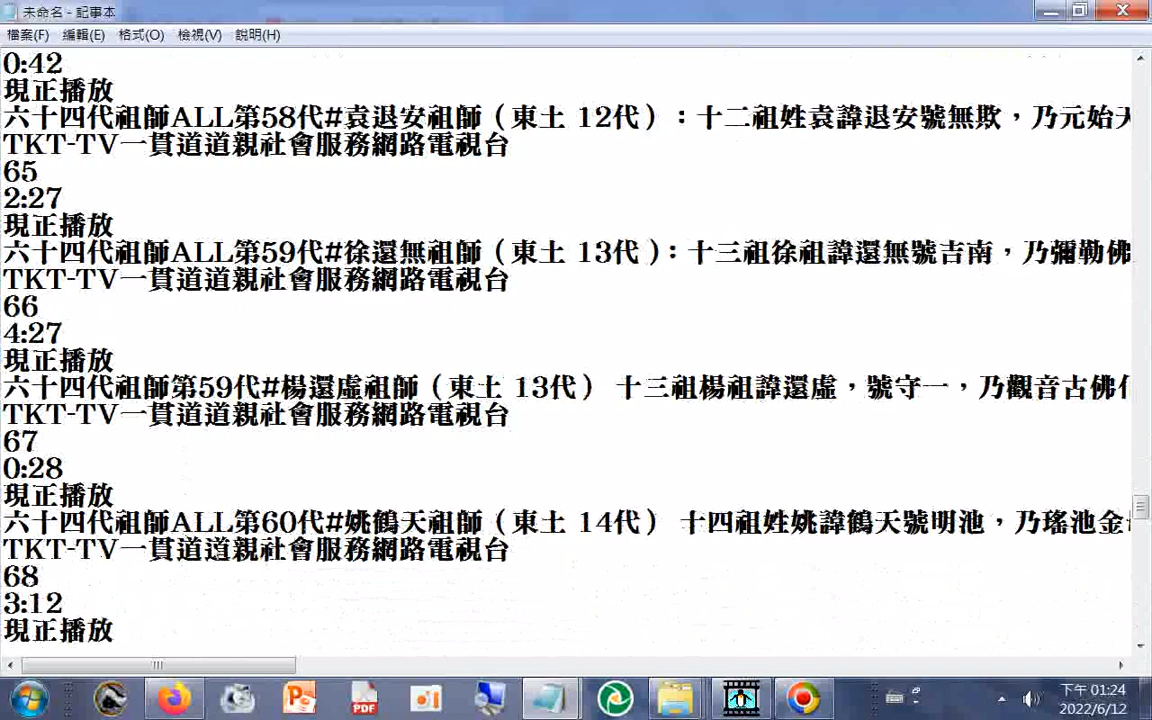 未命名 - 記事本
檔案(F) 編輯(E) 格式(O) 檢視(V) 說明(H)
0:42
現正播放
六十四代祖師ALL第58代#袁退安祖師（東土 12代）：十二祖姓袁諱退安號無欺，乃元始天
TKT-TV一貫道道親社會服務網路電視台
65
2:27
現正播放
六十四代祖師ALL第59代#徐還無祖師（東土 13代）：十三祖徐祖諱還無號吉南，乃彌勒佛
TKT-TV一貫道道親社會服務網路電視台
66
4:27
現正播放
六十四代祖師第59代#楊還虛祖師（東土 13代） 十三祖楊祖諱還虛，號守一，乃觀音古佛
TKT-TV一貫道道親社會服務網路電視台
67
0:28
現正播放
六十四代祖師ALL第60代#姚鶴天祖師（東土 14代） 十四祖姓姚諱鶴天號明池，乃瑤池金
TKT-TV一貫道道親社會服務網路電視台
68
3:12
現正播放
PDF
下午 01:24
2022/6/12